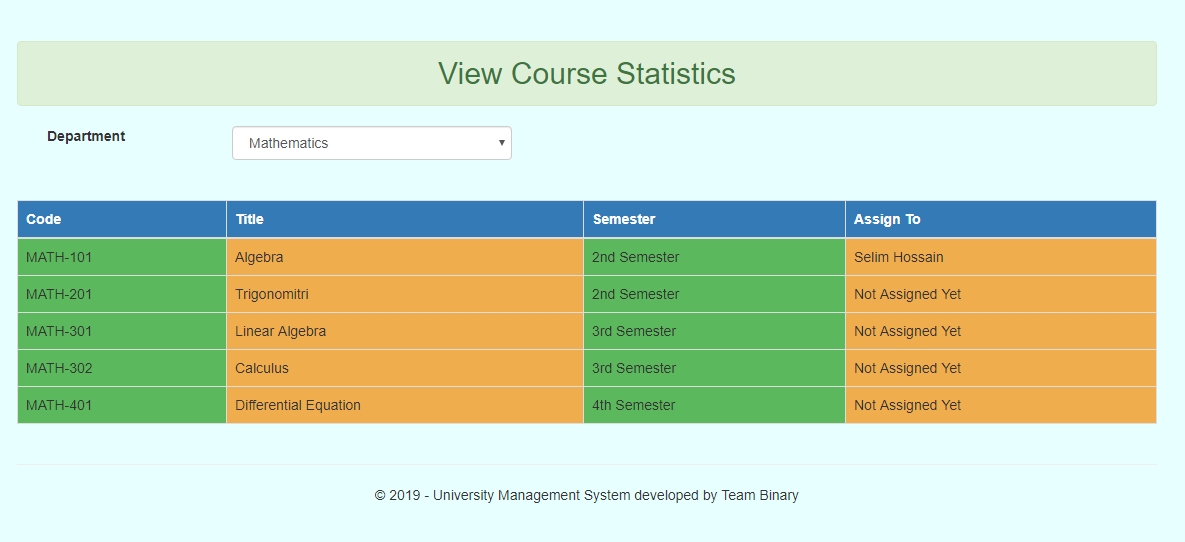 View Course Statistics
Department Mathematics
Code Title Semester Assign To
MATH-101 Algebra 2nd Semester Selim Hossain
MATH-201 Trigonomitri 2nd Semester Not Assigned Yet
MATH-301 Linear Algebra 3rd Semester Not Assigned Yet
MATH-302 Calculus 3rd Semester Not Assigned Yet
MATH-401 Differential Equation 4th Semester Not Assigned Yet
© 2019 - University Management System developed by Team Binary